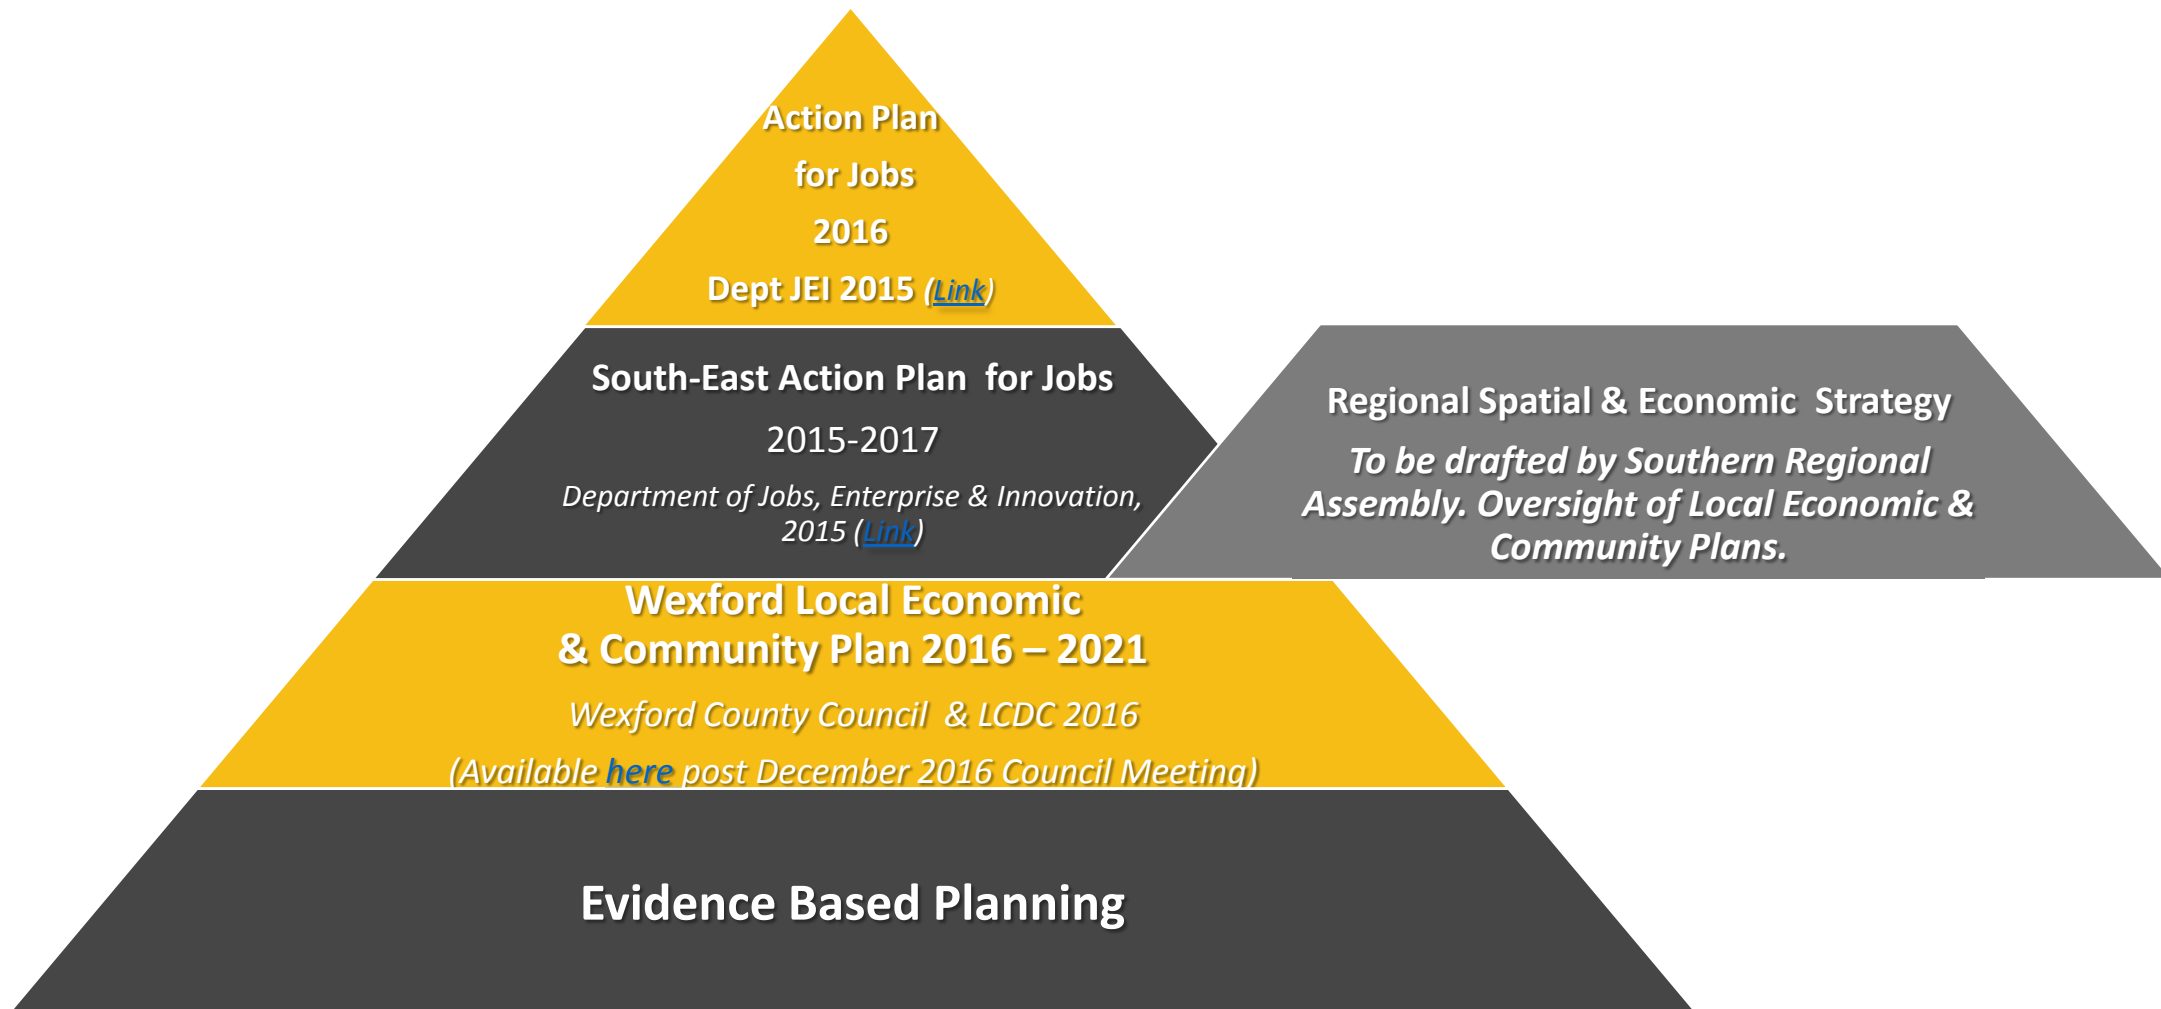 Action Plan
for Jobs
2016
Dept JEI 2015 (Link)
South-East Action Plan for Jobs
2015-2017
Department of Jobs, Enterprise & Innovation,
2015 (Link)
Regional Spatial & Economic Strategy
To be drafted by Southern Regional
Assembly. Oversight of Local Economic &
Community Plans.
Wexford Local Economic
& Community Plan 2016 – 2021
Wexford County Council & LCDC 2016
(Available here post December 2016 Council Meeting)
Evidence Based Planning